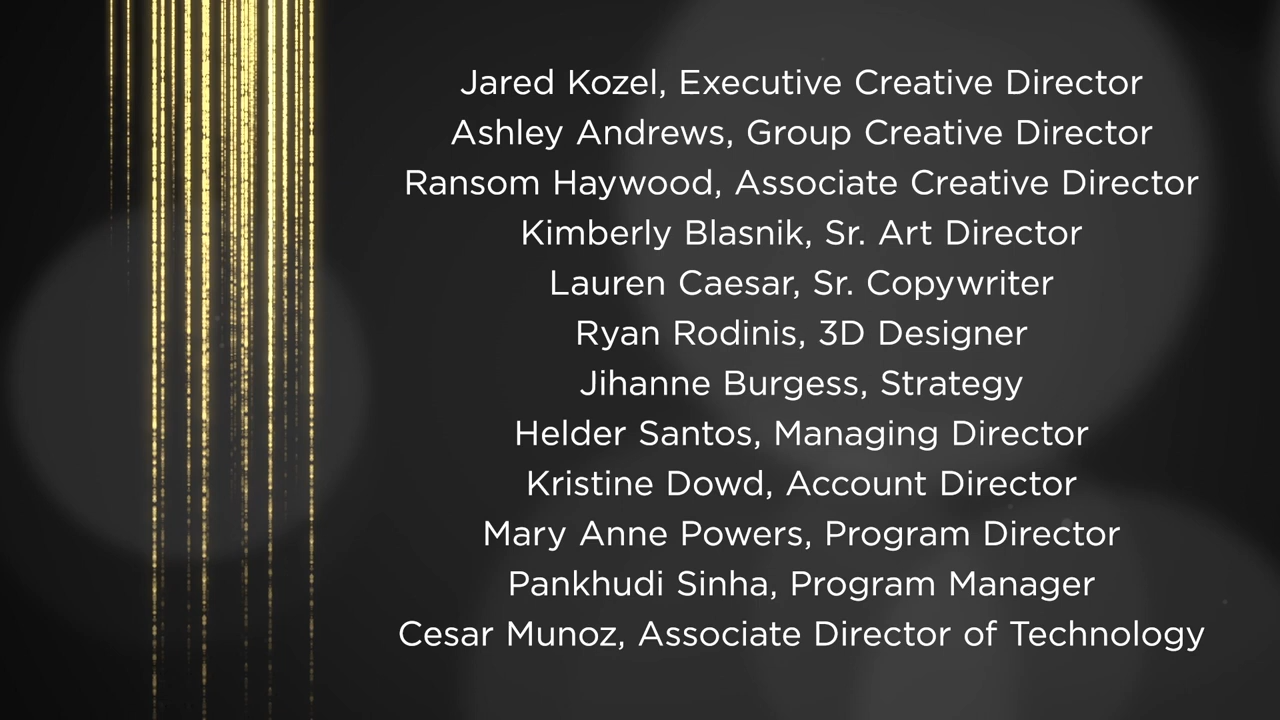 Jared Kozel, Executive Creative Director
Ashley Andrews, Group Creative Director
Ransom Haywood, Associate Creative Director
Kimberly Blasnik, Sr. Art Director
Lauren Caesar, Sr. Copywriter
Ryan Rodinis, 3D Designer
Jihanne Burgess, Strategy
Helder Santos, Managing Director
Kristine Dowd, Account Director
Mary Anne Powers, Program Director
Pankhudi Sinha, Program Manager
Cesar Munoz, Associate Director of Technology